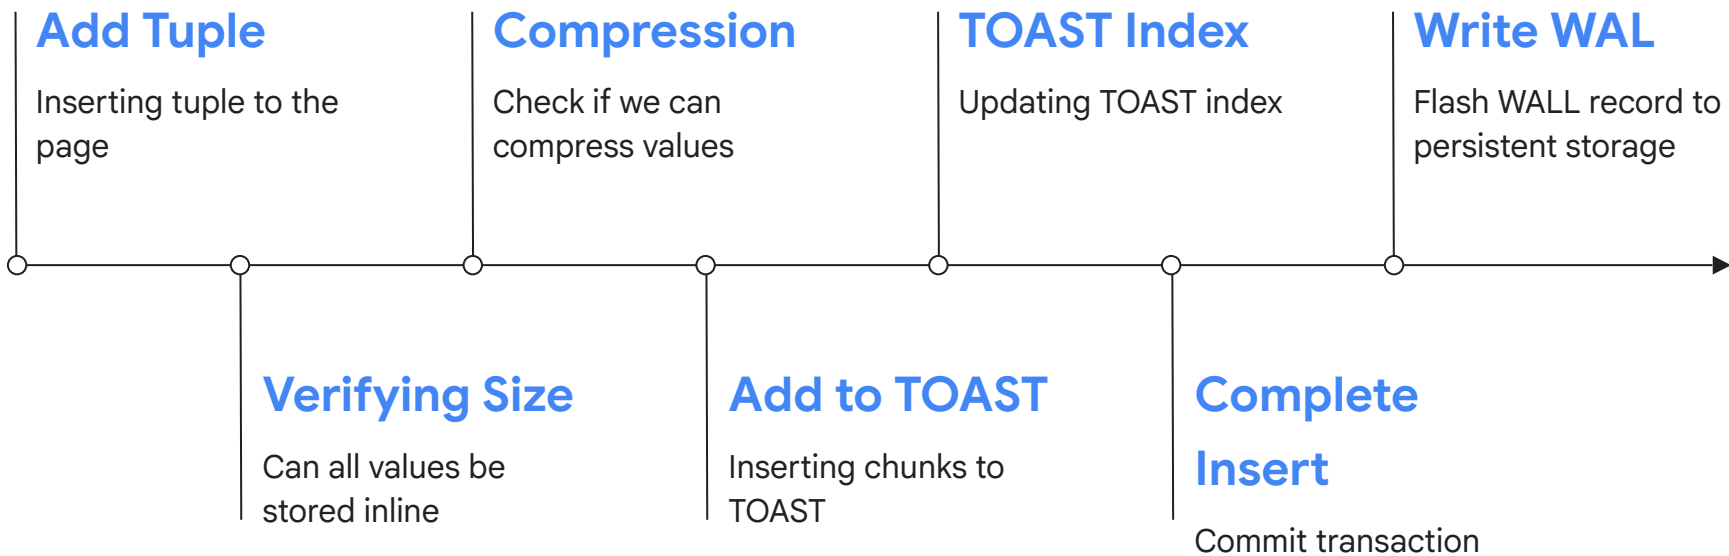 Add Tuple
Inserting tuple to the
page
Verifying Size
Can all values be
stored inline
Compression
Check if we can
compress values
Add to TOAST
Inserting chunks to
TOAST
TOAST Index
Updating TOAST index
Complete
Insert
Commit transaction
Write WAL
Flash WALL record to
persistent storage